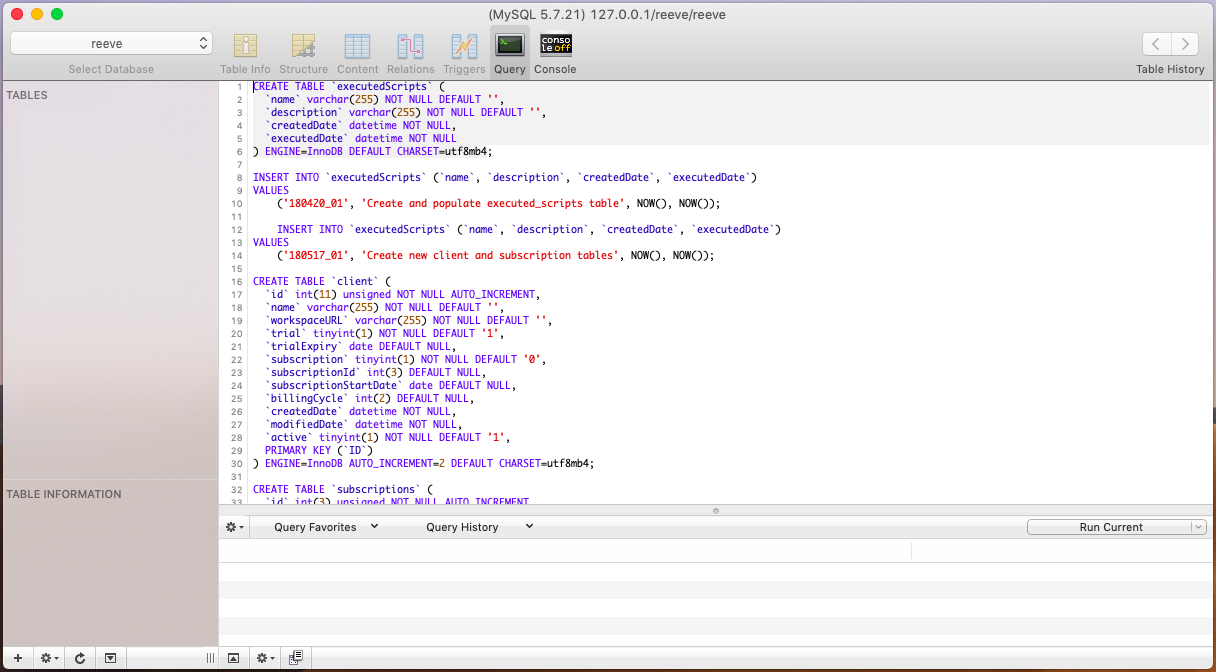 (MySQL 5.7.21) 127.0.0.1/reeve/reeve
reeve
Select Database
Table Info
Structure
Content
Relations
Triggers
Query
conso
le off
Console
Table History
TABLES
1 CREATE TABLE `executedScripts` (
2 `name` varchar(255) NOT NULL DEFAULT '',
3 `description` varchar(255) NOT NULL DEFAULT '',
4 `createdDate` datetime NOT NULL,
5 `executedDate` datetime NOT NULL
6 ) ENGINE=InnoDB DEFAULT CHARSET=utf8mb4;
7
8 INSERT INTO `executedScripts` (`name`, `description`, `createdDate`, `executedDate`)
9 VALUES
10 ('180420_01', 'Create and populate executed_scripts table', NOW(), NOW());
11
12 INSERT INTO `executedScripts` (`name`, `description`, `createdDate`, `executedDate`)
13 VALUES
14 ('180517_01', 'Create new client and subscription tables', NOW(), NOW());
15
16 CREATE TABLE `client` (
17 `id` int(11) unsigned NOT NULL AUTO_INCREMENT,
18 `name` varchar(255) NOT NULL DEFAULT '',
19 `workspaceURL` varchar(255) NOT NULL DEFAULT '',
20 `trial` tinyint(1) NOT NULL DEFAULT '1',
21 `trialExpiry` date DEFAULT NULL,
22 `subscription` tinyint(1) NOT NULL DEFAULT '0',
23 `subscriptionId` int(3) DEFAULT NULL,
24 `subscriptionStartDate` date DEFAULT NULL,
25 `billingCycle` int(2) DEFAULT NULL,
26 `createdDate` datetime NOT NULL,
27 `modifiedDate` datetime NOT NULL,
28 `active` tinyint(1) NOT NULL DEFAULT '1',
29 PRIMARY KEY (`ID`)
30 ) ENGINE=InnoDB AUTO_INCREMENT=2 DEFAULT CHARSET=utf8mb4;
31
32 CREATE TABLE `subscriptions` (
33 `id` int(3) unsigned NOT NULL AUTO_INCREMENT
TABLE INFORMATION
Query Favorites
Query History
Run Current